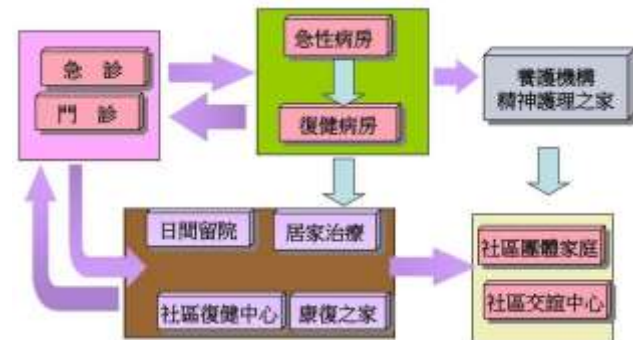 急 診
門 診
急性病房
復健病房
養護機構
精神護理之家
日間留院
居家治療
社區復健中心
康復之家
社區團體家庭
社區交誼中心